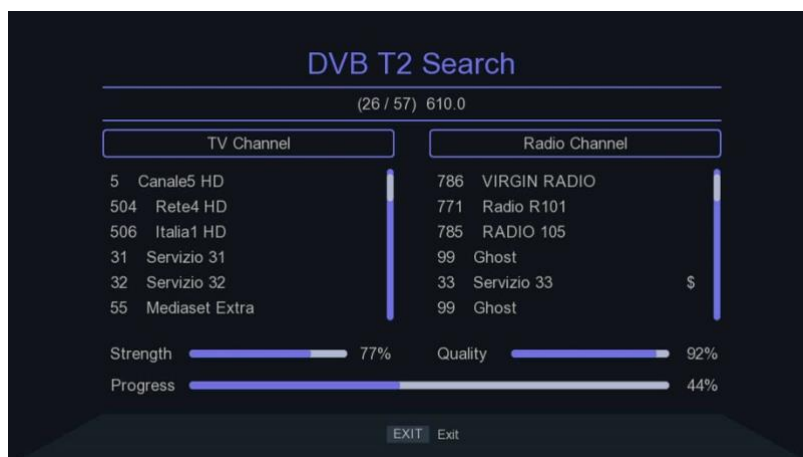 DVB T2 Search
(26 / 57) 610.0
TV Channel
5 Canale5 HD
504 Rete4 HD
506 Italia1 HD
31 Servizio 31
32 Servizio 32
55 Mediaset Extra
Radio Channel
786 VIRGIN RADIO
771 Radio R101
785 RADIO 105
99 Ghost
33 Servizio 33 $
99 Ghost
Strength 77%
Quality 92%
Progress 44%
EXIT Exit